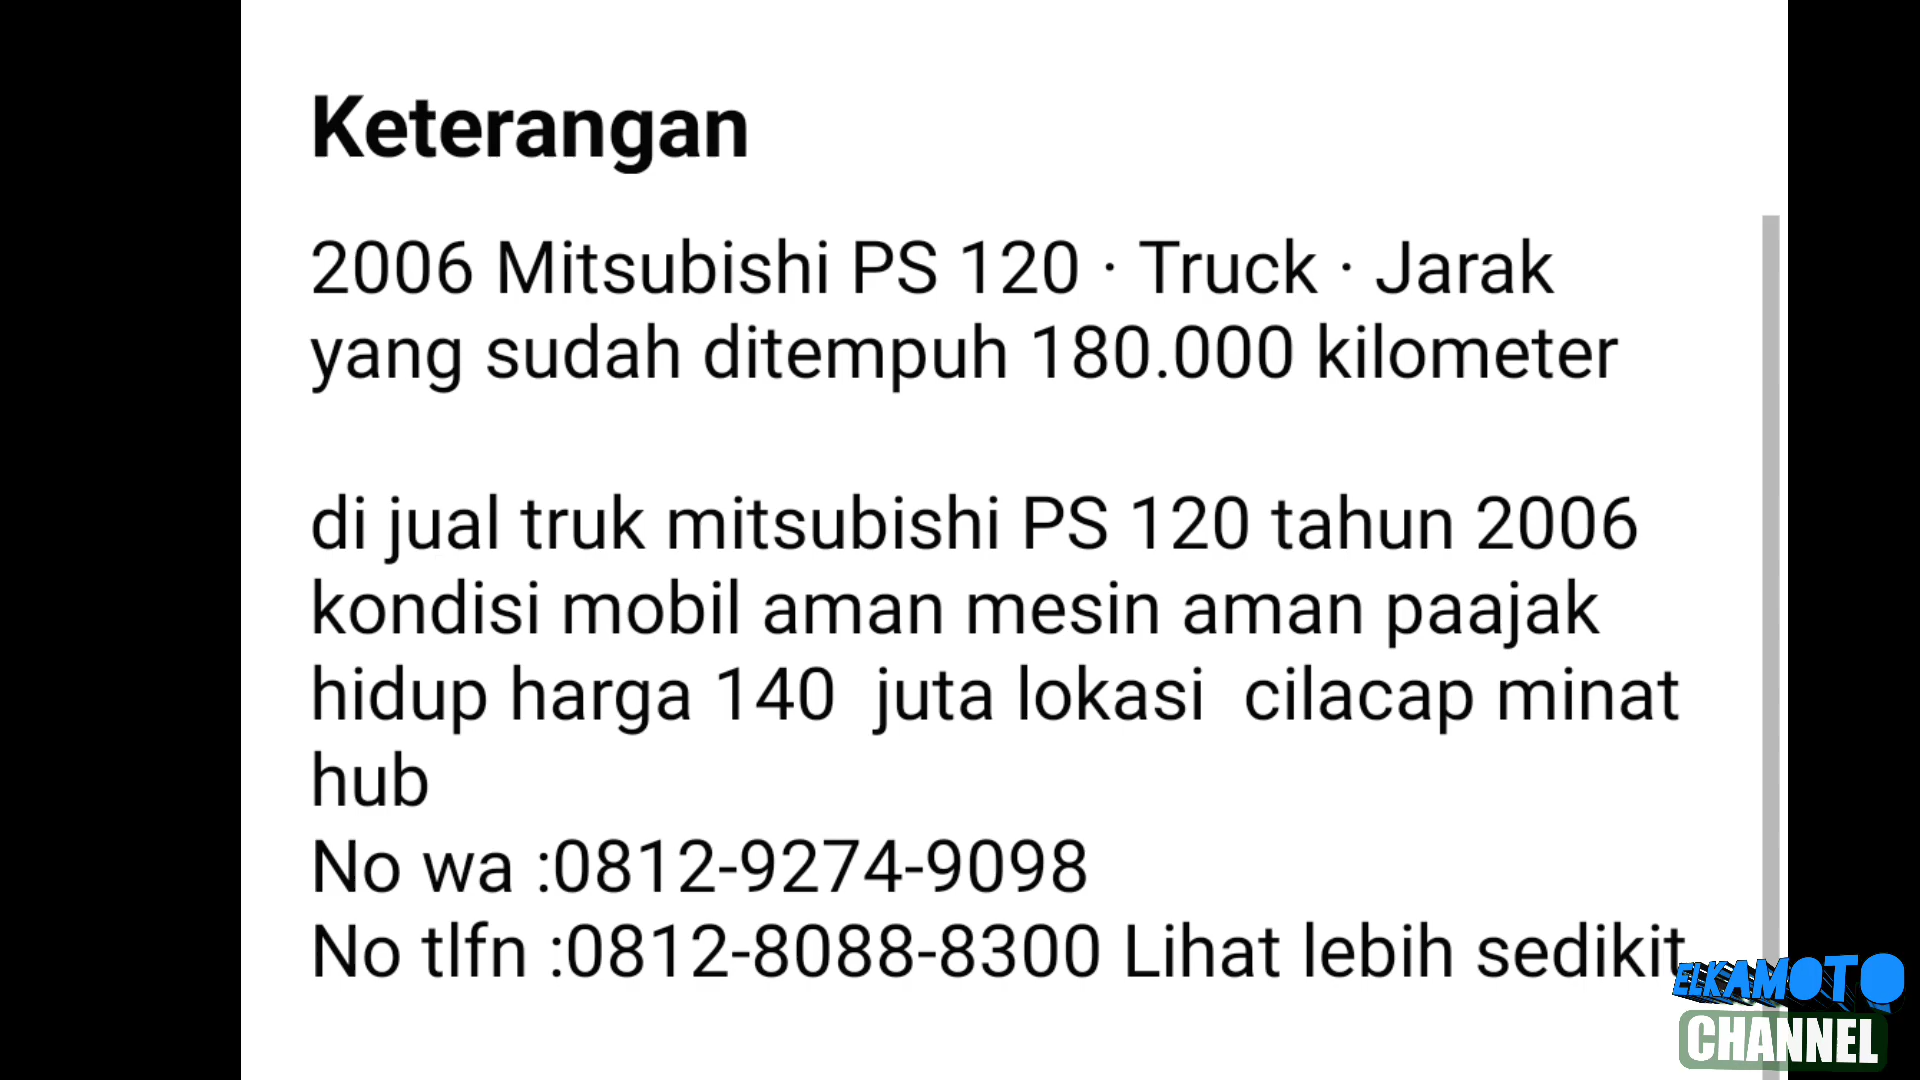 Keterangan
2006 Mitsubishi PS 120 · Truck · Jarak
yang sudah ditempuh 180.000 kilometer
di jual truk mitsubishi PS 120 tahun 2006
kondisi mobil aman mesin aman paajak
hidup harga 140  juta lokasi  cilacap minat
hub
No wa :0812-9274-9098
No tlfn :0812-8088-8300 Lihat lebih sedikit
ELKAMOTO
CHANNEL